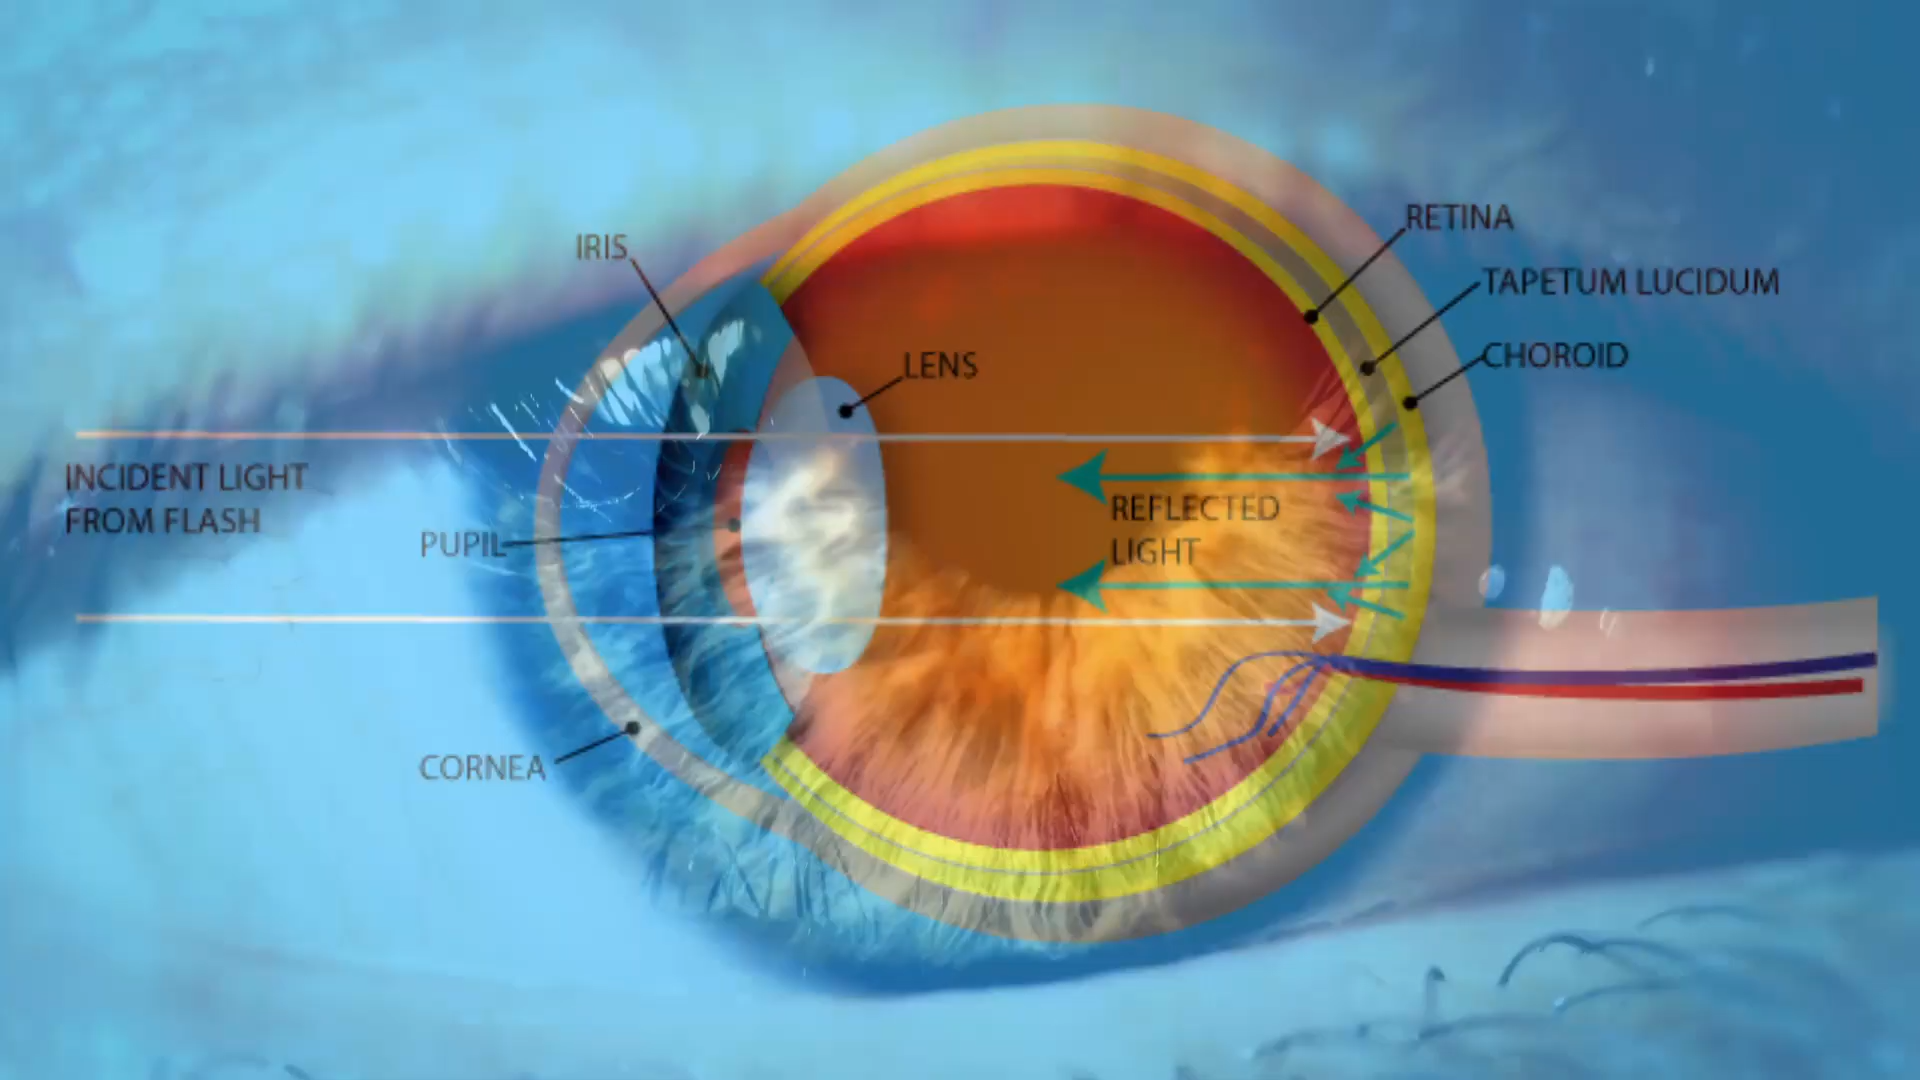 RETINA
IRIS
TAPETUM LUCIDUM
CHOROID
LENS
INCIDENT LIGHT
FROM FLASH
REFLECTED
LIGHT
PUPIL
CORNEA